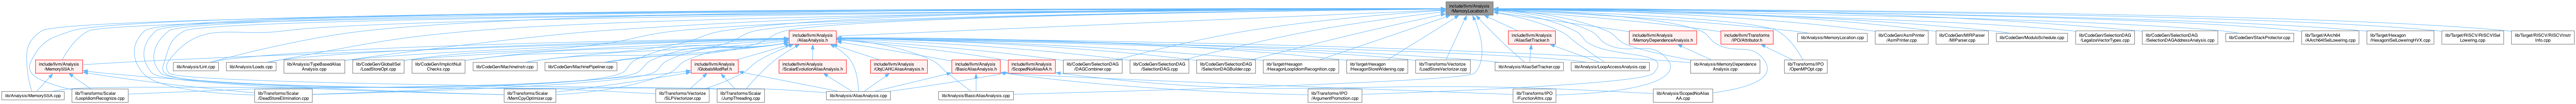 include/llvm/Analysis
/MemoryLocation.h
include/llvm/Analysis
/AliasAnalysis.h
include/llvm/Analysis
/AliasSetTracker.h
include/llvm/Analysis
/MemoryDependenceAnalysis.h
include/llvm/Transforms
/IPO/Attributor.h
lib/Analysis/MemoryLocation.cpp
lib/CodeGen/AsmPrinter
/AsmPrinter.cpp
lib/CodeGen/MIRParser
/MIParser.cpp
lib/CodeGen/ModuloSchedule.cpp
lib/CodeGen/SelectionDAG
/LegalizeVectorTypes.cpp
lib/CodeGen/SelectionDAG
/SelectionDAGAddressAnalysis.cpp
lib/CodeGen/StackProtector.cpp
lib/Target/AArch64
/AArch64ISelLowering.cpp
lib/Target/Hexagon
/HexagonISelLoweringHVX.cpp
lib/Target/RISCV/RISCVISel
Lowering.cpp
lib/Target/RISCV/RISCVInstr
Info.cpp
include/llvm/Analysis
/MemorySSA.h
lib/Analysis/Lint.cpp
lib/Analysis/Loads.cpp
lib/Analysis/TypeBasedAlias
Analysis.cpp
lib/CodeGen/GlobalISel
/LoadStoreOpt.cpp
lib/CodeGen/ImplicitNull
Checks.cpp
lib/CodeGen/MachineInstr.cpp
lib/CodeGen/MachinePipeliner.cpp
include/llvm/Analysis
/GlobalsModRef.h
include/llvm/Analysis
/ScalarEvolutionAliasAnalysis.h
include/llvm/Analysis
/ObjCARCAliasAnalysis.h
include/llvm/Analysis
/BasicAliasAnalysis.h
include/llvm/Analysis
/ScopedNoAliasAA.h
lib/CodeGen/SelectionDAG
/DAGCombiner.cpp
lib/CodeGen/SelectionDAG
/SelectionDAG.cpp
lib/CodeGen/SelectionDAG
/SelectionDAGBuilder.cpp
lib/Target/Hexagon
/HexagonLoopIdiomRecognition.cpp
lib/Target/Hexagon
/HexagonStoreWidening.cpp
lib/Transforms/Vectorize
/LoadStoreVectorizer.cpp
lib/Analysis/AliasSetTracker.cpp
lib/Analysis/LoopAccessAnalysis.cpp
lib/Analysis/MemoryDependence
Analysis.cpp
lib/Transforms/IPO
/OpenMPOpt.cpp
lib/Analysis/MemorySSA.cpp
lib/Transforms/Scalar
/LoopIdiomRecognize.cpp
lib/Transforms/Scalar
/DeadStoreElimination.cpp
lib/Transforms/Scalar
/MemCpyOptimizer.cpp
lib/Transforms/Vectorize
/SLPVectorizer.cpp
lib/Transforms/Scalar
/JumpThreading.cpp
lib/Analysis/AliasAnalysis.cpp
lib/Analysis/BasicAliasAnalysis.cpp
lib/Transforms/IPO
/ArgumentPromotion.cpp
lib/Transforms/IPO
/FunctionAttrs.cpp
lib/Analysis/ScopedNoAlias
AA.cpp